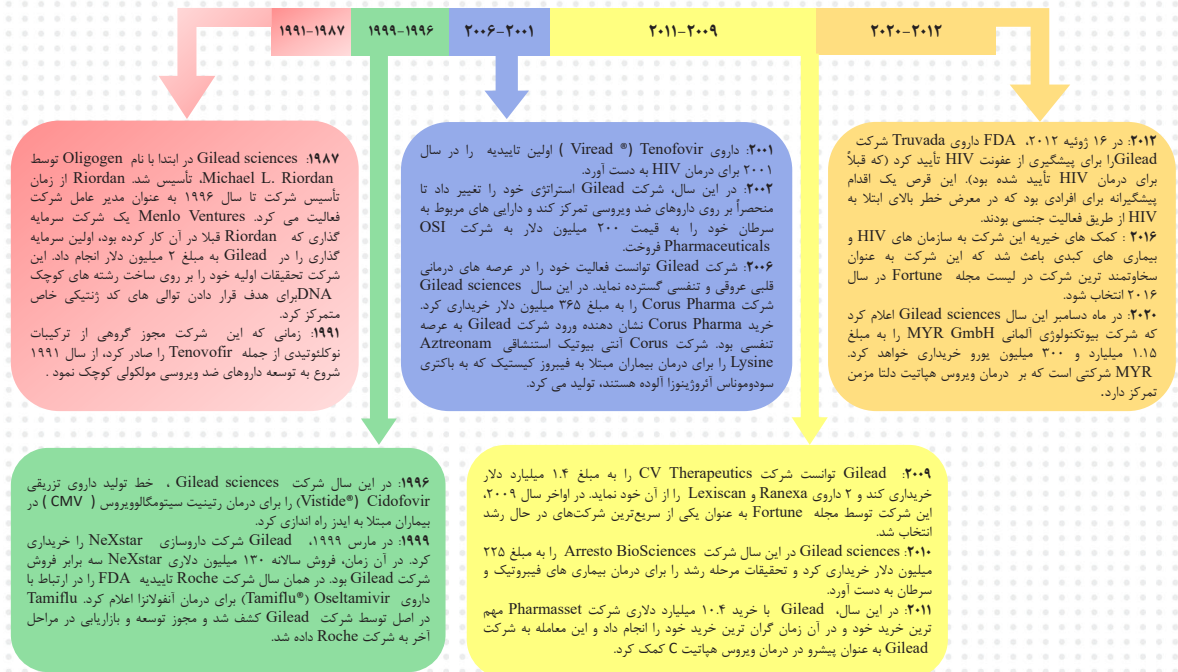 ۱۹۹۱-۱۹۸۷
۱۹۹۹-۱۹۹۶
۲۰۰۶-۲۰۰۱
۲۰۱۱-۲۰۰۹
۲۰۲۰-۲۰۱۲
۱۹۸۷: Gilead sciences در ابتدا با نام Oligogen توسط
Michael L. Riordan، تأسیس شد. Riordan از زمان
تأسیس شرکت تا سال ۱۹۹۶ به عنوان مدیر عامل شرکت
فعالیت می کرد. Menlo Ventures یک شرکت سرمایه
گذاری که Riordan قبلا در آن کار کرده بود، اولین سرمایه
گذاری را در Gilead به مبلغ ۲ میلیون دلار انجام داد. این
شرکت تحقیقات اولیه خود را بر روی ساخت رشته های کوچک
DNAبرای هدف قرار دادن توالی های کد ژنتیکی خاص
متمرکز کرد.
۱۹۹۱: زمانی که این شرکت مجوز گروهی از ترکیبات
نوکلئوتیدی از جمله Tenovofir را صادر کرد، از سال ۱۹۹۱
شروع به توسعه داروهای ضد ویروسی مولکولی کوچک نمود .
۲۰۰۱: داروی Tenofovir (Viread ® ) اولین تاییدیه را در سال
۲۰۰۱ برای درمان HIV به دست آورد.
۲۰۰۲: در این سال، شرکت Gilead استراتژی خود را تغییر داد تا
منحصراً بر روی داروهای ضد ویروسی تمرکز کند و دارایی های مربوط به
سرطان خود را به قیمت ۲۰۰ میلیون دلار به شرکت OSI
Pharmaceuticals فروخت.
۲۰۰۶: شرکت Gilead توانست فعالیت خود را در عرصه های درمانی
قلبی عروقی و تنفسی گسترده نماید. در این سال Gilead sciences
شرکت Corus Pharma را به مبلغ ۳۶۵ میلیون دلار خریداری کرد.
خرید Corus Pharma نشان دهنده ورود شرکت Gilead به عرصه
تنفسی بود. شرکت Corus آنتی بیوتیک استنشاقی Aztreonam
Lysine را برای درمان بیماران مبتلا به فیبروز کیستیک که به باکتری
سودوموناس آئروژینوزا آلوده هستند، تولید می کرد.
۲۰۱۲: در ۱۶ ژوئیه ۲۰۱۲، FDA داروی Truvada شرکت
Gileadرا برای پیشگیری از عفونت HIV تأیید کرد (که قبلاً
برای درمان HIV تأیید شده بود). این قرص یک اقدام
پیشگیرانه برای افرادی بود که در معرض خطر بالای ابتلا به
HIV از طریق فعالیت جنسی بودند.
۲۰۱۶ : کمک های خیریه این شرکت به سازمان های HIV و
بیماری های کبدی باعث شد که این شرکت به عنوان
سخاوتمند ترین شرکت در لیست مجله Fortune در سال
۲۰۱۶ انتخاب شود.
۲۰۲۰: در ماه دسامبر این سال Gilead sciences اعلام کرد
که شرکت بیوتکنولوژی آلمانی MYR GmbH را به مبلغ
۱.۱۵ میلیارد و ۳۰۰ میلیون یورو خریداری خواهد کرد.
MYR شرکتی است که بر درمان ویروس هپاتیت دلتا مزمن
تمرکز دارد.
۱۹۹۶: در این سال شرکت Gilead sciences ، خط تولید داروی تزریقی
Cidofovir (Vistide®) را برای درمان رتینیت سیتومگالوویروس ( CMV ) در
بیماران مبتلا به ایدز راه اندازی کرد.
۱۹۹۹: در مارس ۱۹۹۹، Gilead شرکت داروسازی NeXstar را خریداری
کرد. در آن زمان، فروش سالانه ۱۳۰ میلیون دلاری NeXstar سه برابر فروش
شرکت Gilead بود. در همان سال شرکت Roche تاییدیه FDA را در ارتباط با
داروی Oseltamivir (Tamiflu®) برای درمان آنفولانزا اعلام کرد. Tamiflu
در اصل توسط شرکت Gilead کشف شد و مجوز توسعه و بازاریابی در مراحل
آخر به شرکت Roche داده شد.
۲۰۰۹: Gilead توانست شرکت CV Therapeutics را به مبلغ ۱.۴ میلیارد دلار
خریداری کند و ۲ داروی Ranexa و Lexiscan را از آن خود نماید. در اواخر سال ۲۰۰۹،
این شرکت توسط مجله Fortune به عنوان یکی از سریع‌ترین شرکت‌های در حال رشد
انتخاب شد.
۲۰۱۰: Gilead sciences در این سال شرکت Arresto BioSciences را به مبلغ ۲۲۵
میلیون دلار خریداری کرد و تحقیقات مرحله رشد را برای درمان بیماری های فیبروتیک و
سرطان به دست آورد.
۲۰۱۱: در این سال، Gilead با خرید ۱۰.۴ میلیارد دلاری شرکت Pharmasset مهم
ترین خرید خود و در آن زمان گران ترین خرید خود را انجام داد و این معامله به شرکت
Gilead به عنوان پیشرو در درمان ویروس هپاتیت C کمک کرد.